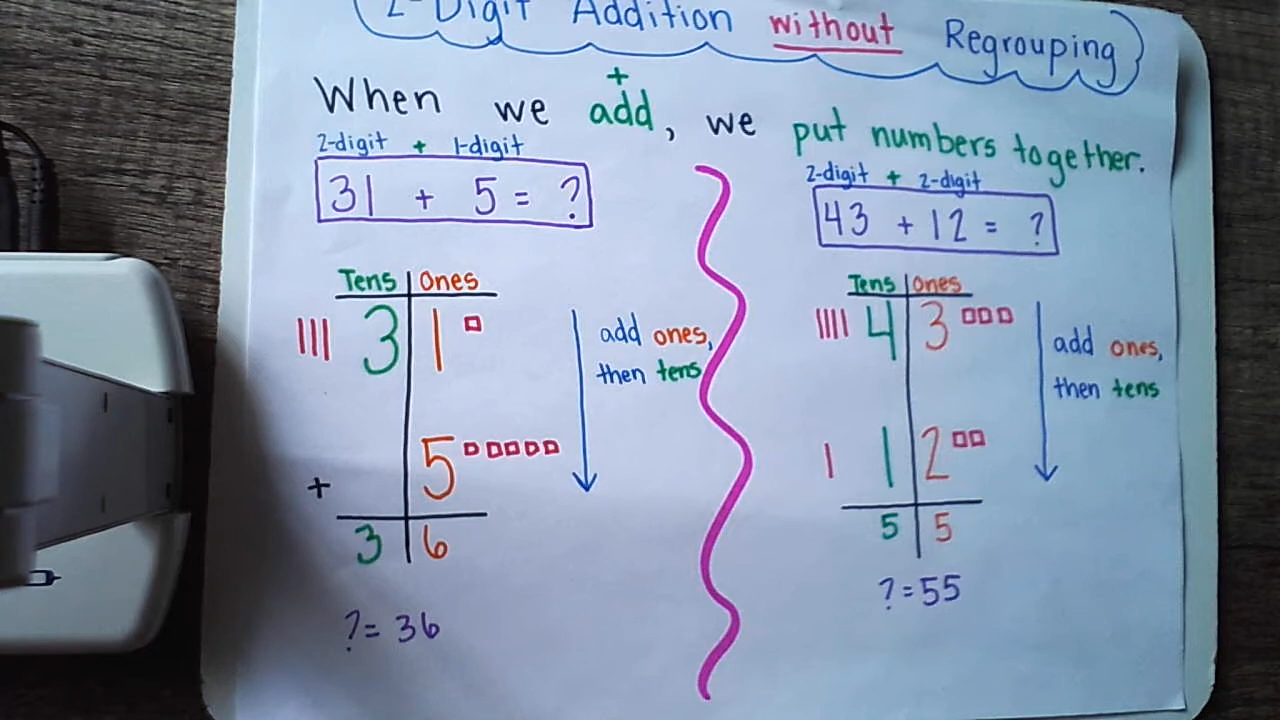 2-Digit Addition without Regrouping
+
When we add, we put numbers together.
2-digit + 1-digit
31 + 5 = ?
Tens Ones
3 1
add ones,
then tens
5
+
3 6
? = 36
2-digit + 2-digit
43 + 12 = ?
Tens Ones
4 3
add ones,
then tens
1 2
5 5
? = 55